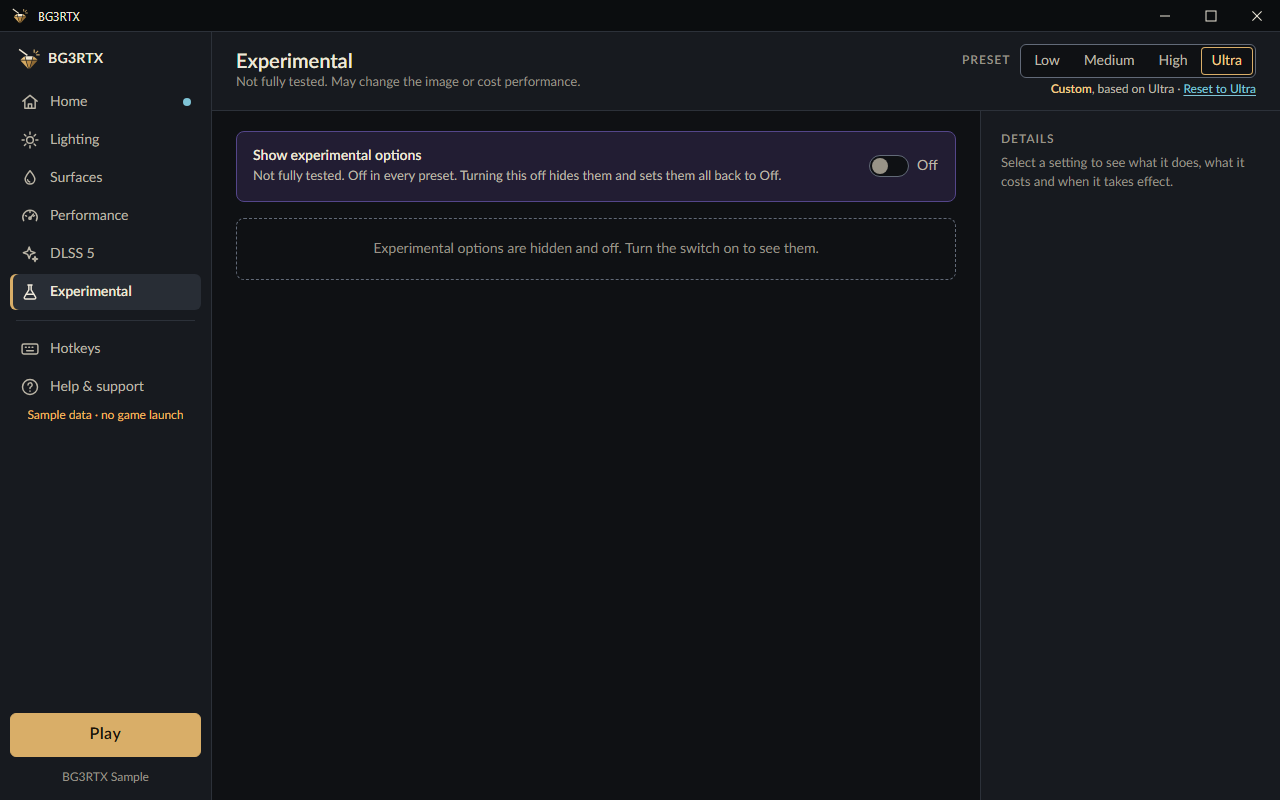 BG3RTX
BG3RTX
Home
Lighting
Surfaces
Performance
DLSS 5
Experimental
Hotkeys
Help & support
Sample data · no game launch
Play
BG3RTX Sample
Experimental
Not fully tested. May change the image or cost performance.
PRESET
Low
Medium
High
Ultra
Custom, based on Ultra · Reset to Ultra
Show experimental options
Not fully tested. Off in every preset. Turning this off hides them and sets them all back to Off.
Off
Experimental options are hidden and off. Turn the switch on to see them.
DETAILS
Select a setting to see what it does, what it
costs and when it takes effect.